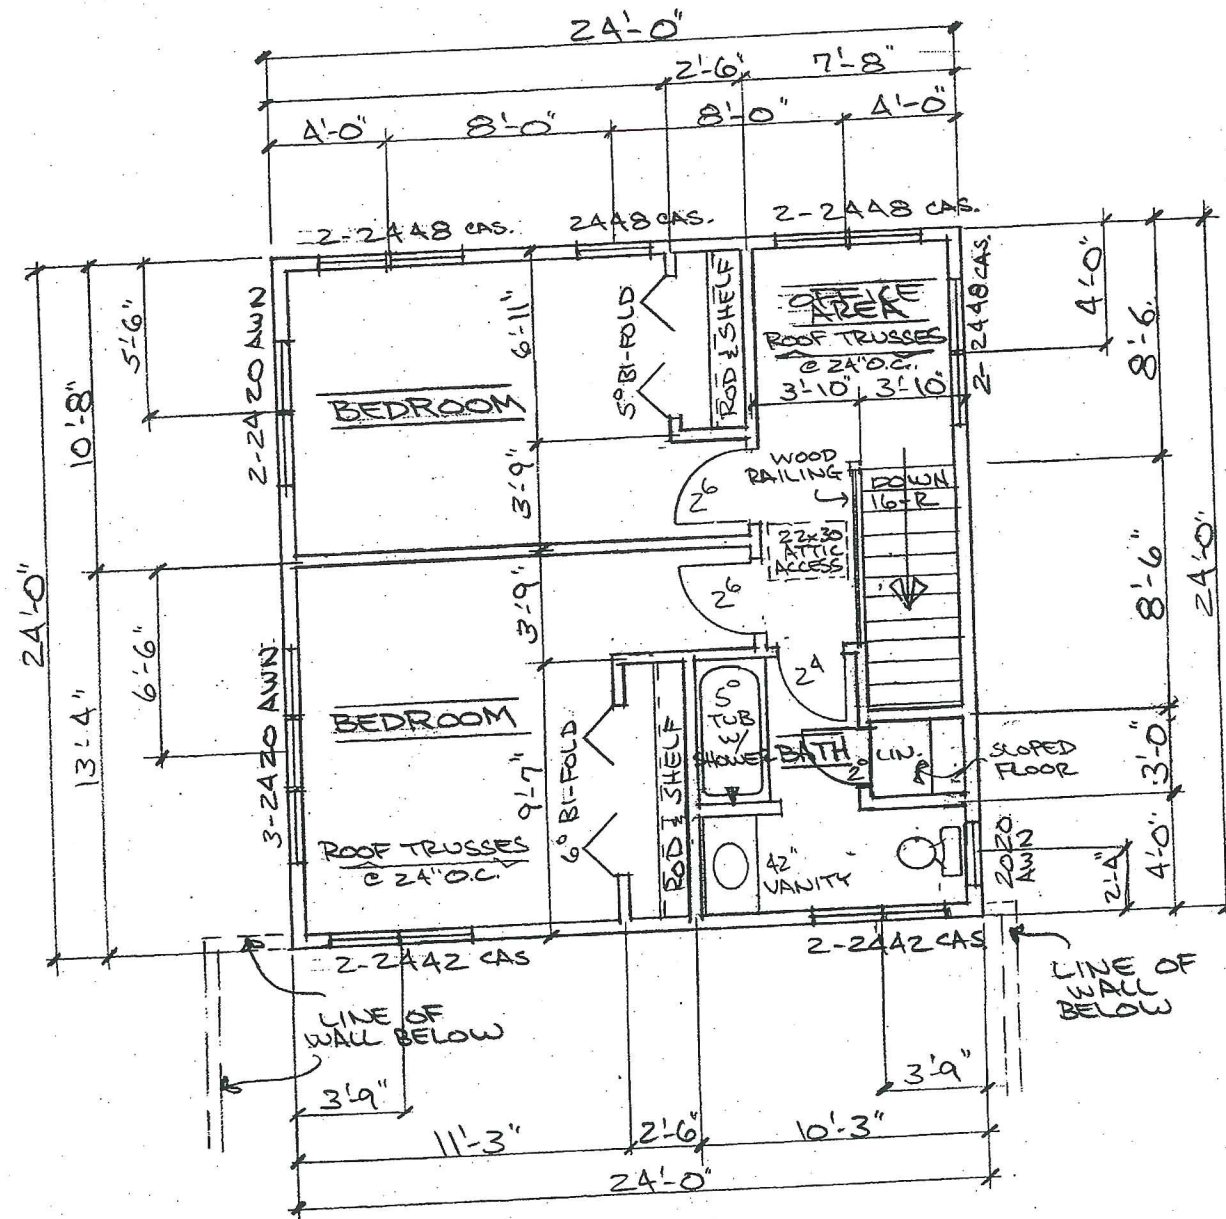 24'-0"
2'-6" 7'-8"
4'-0" 8'-0" 8'-0" 4'-0"
2-2448 CAS. 2448 CAS. 2-2448 CAS.
24'-0"
10'-8"
5'-6"
2-2420 AWN
6'-11"
5° BI-FOLD
ROD & SHELF
OFFICE
AREA
ROOF TRUSSES
@ 24" O.C.
3'-10" 3'-10"
2-2448 CAS.
4'-0"
8'-6"
24'-0"
BEDROOM
3'-9"
2⁶
WOOD
RAILING
DOWN
16-R
22x30
ATTIC
ACCESS
8'-6"
13'-4"
6'-6"
3-2420 AWN
3'-9"
2⁶
2⁴
BEDROOM
9'-7"
6° BI-FOLD
ROD & SHELF
5°
TUB
W/
SHOWER
BATH
2°
LIN.
SLOPED
FLOOR
3'-0"
ROOF TRUSSES
@ 24" O.C.
42"
VANITY
2020
4'-0"
2'-4"
2-2442 CAS
2-2442 CAS
LINE OF
WALL BELOW
LINE OF
WALL
BELOW
3'-9"
3'-9"
11'-3" 2'-6" 10'-3"
24'-0"